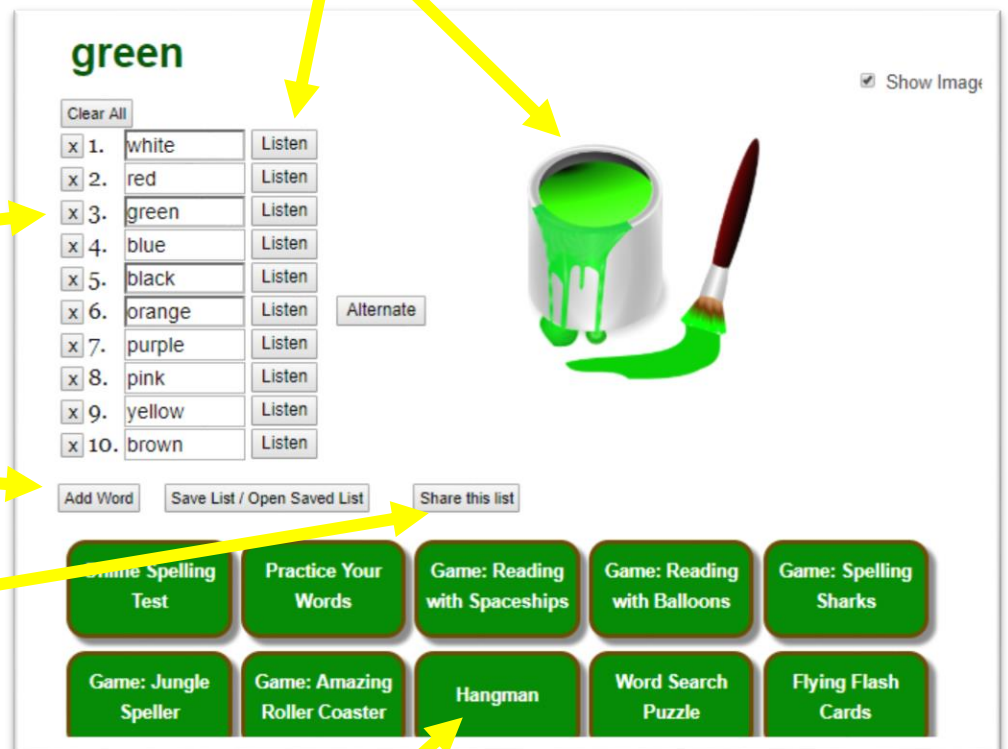 green
Show Image
Clear All
x 1. white Listen
x 2. red Listen
x 3. green Listen
x 4. blue Listen
x 5. black Listen
x 6. orange Listen Alternate
x 7. purple Listen
x 8. pink Listen
x 9. yellow Listen
x 10. brown Listen
Add Word Save List / Open Saved List Share this list
Online Spelling Practice Your Game: Reading Game: Reading Game: Spelling
Test Words with Spaceships with Balloons Sharks
Game: Jungle Game: Amazing Hangman Word Search Flying Flash
Speller Roller Coaster Puzzle Cards